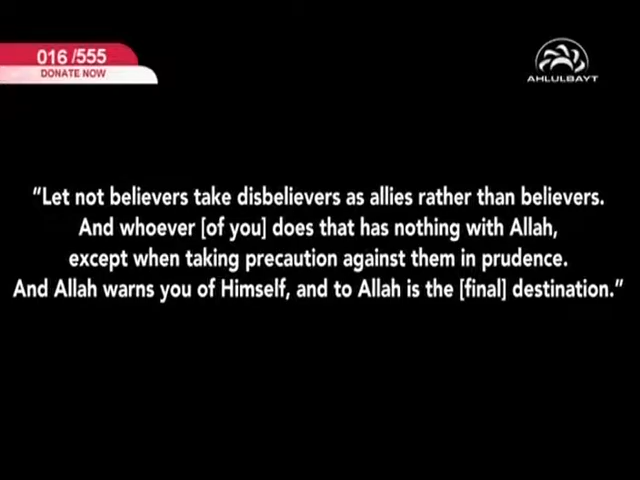 016 /555
DONATE NOW
AHLULBAYT
"Let not believers take disbelievers as allies rather than believers.
And whoever [of you] does that has nothing with Allah,
except when taking precaution against them in prudence.
And Allah warns you of Himself, and to Allah is the [final] destination."